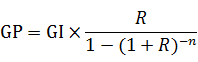 GP = GI × R / 1 − (1 + R)⁻ⁿ